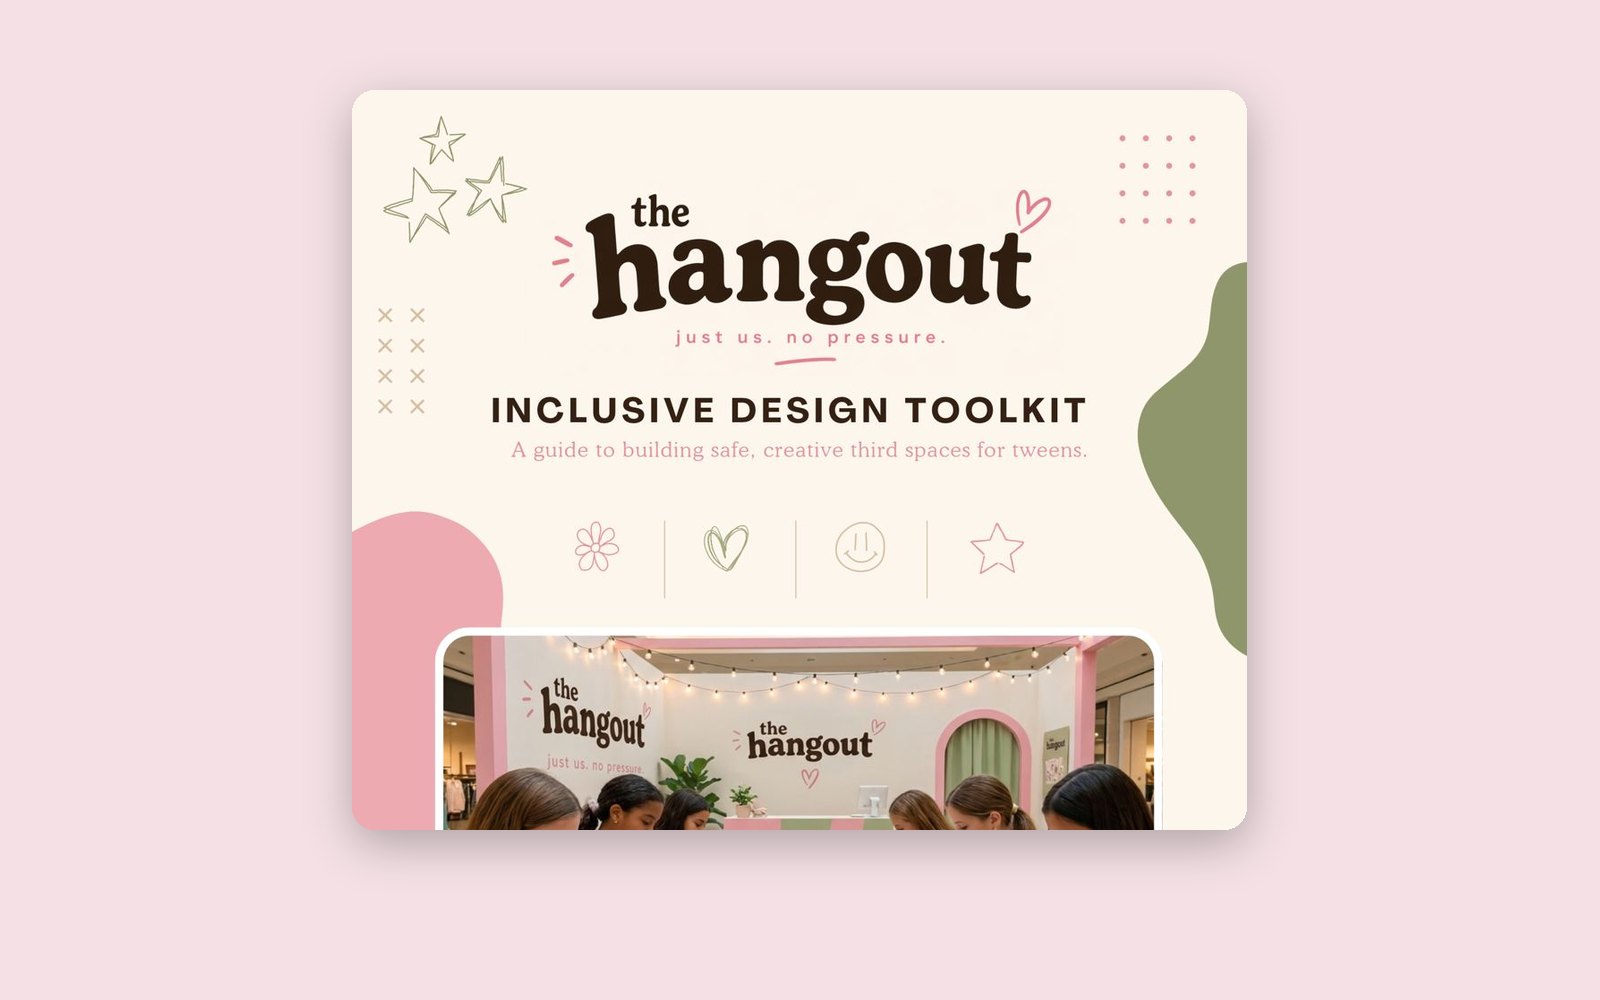 the
hangout
just us. no pressure.
INCLUSIVE DESIGN TOOLKIT
A guide to building safe, creative third spaces for tweens.
the
hangout
just us. no pressure.
the
hangout
hangout